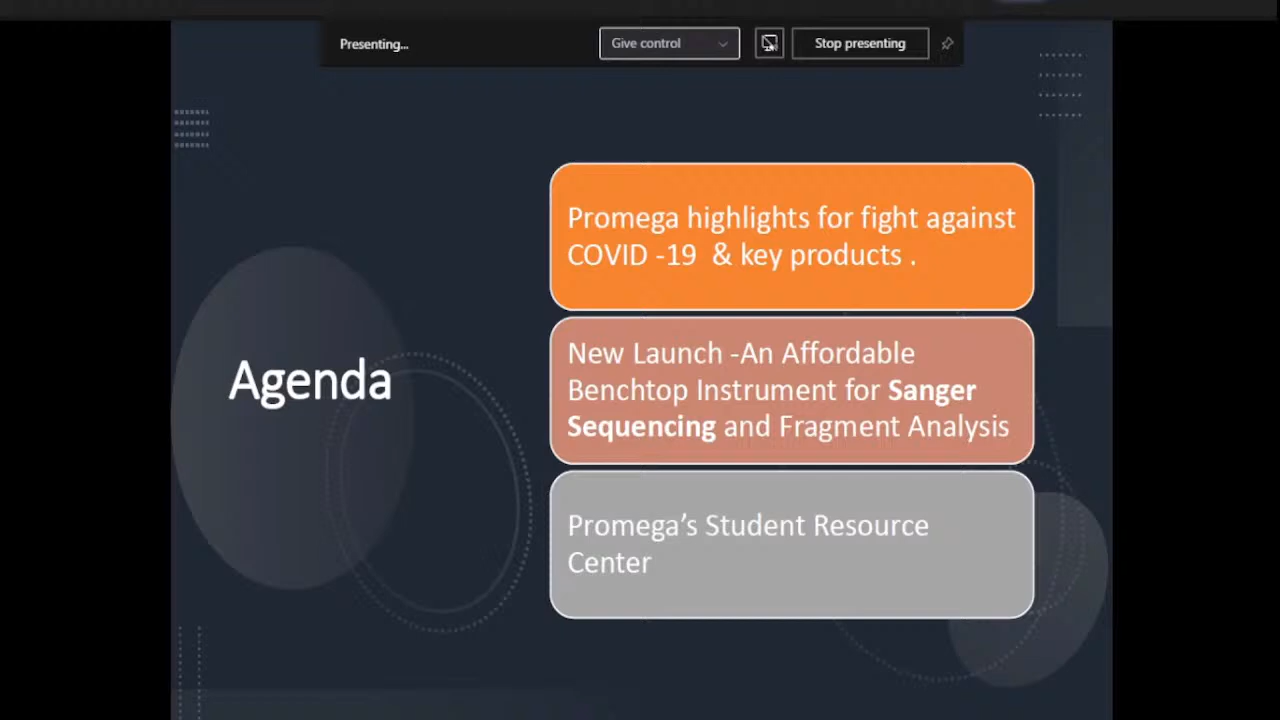 Presenting...
Give control
Stop presenting
Agenda
Promega highlights for fight against
COVID -19 & key products .
New Launch -An Affordable
Benchtop Instrument for Sanger
Sequencing and Fragment Analysis
Promega’s Student Resource
Center